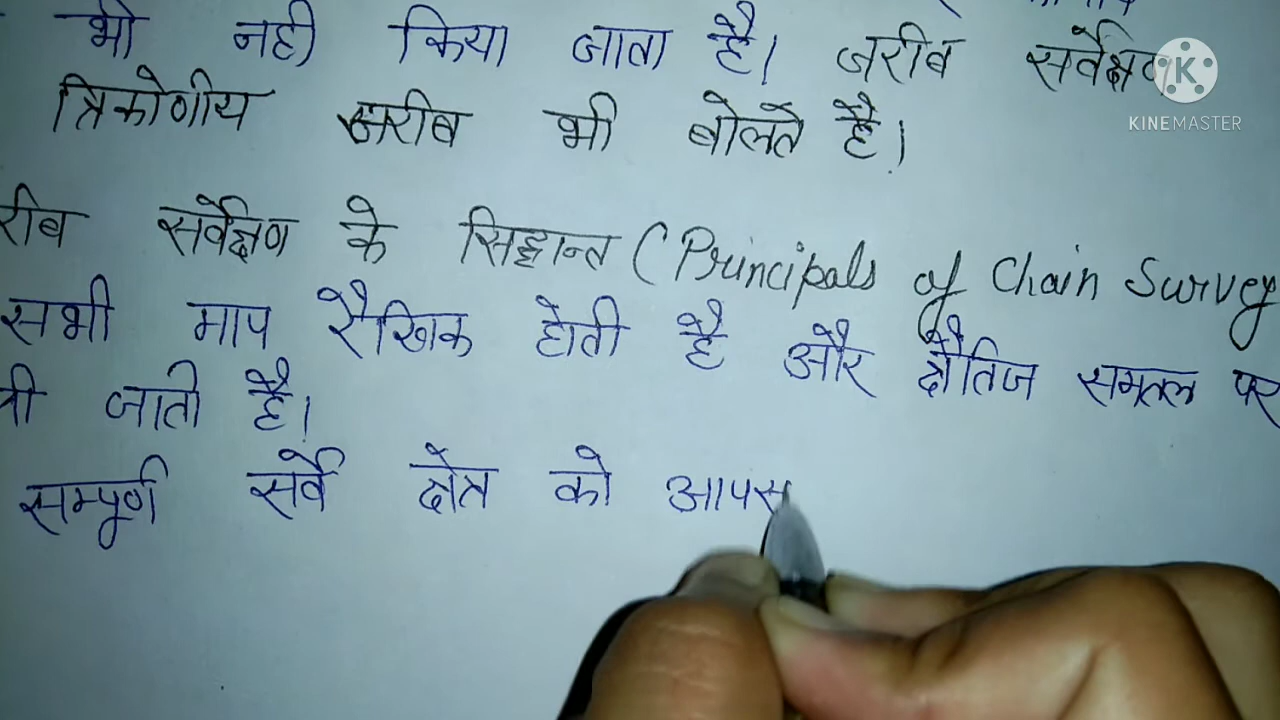 भी नही किया जाता है। जरीब सर्वेक्षण
त्रिकोणीय जरीब भी बोलते है।
रीब सर्वेक्षण के सिद्धान्त (Principals of Chain Survey
सभी माप रैखिक होती है और क्षैतिज समतल पर
जाती है।
सम्पूर्ण सर्वे क्षेत्र को आपस
KINEMASTER